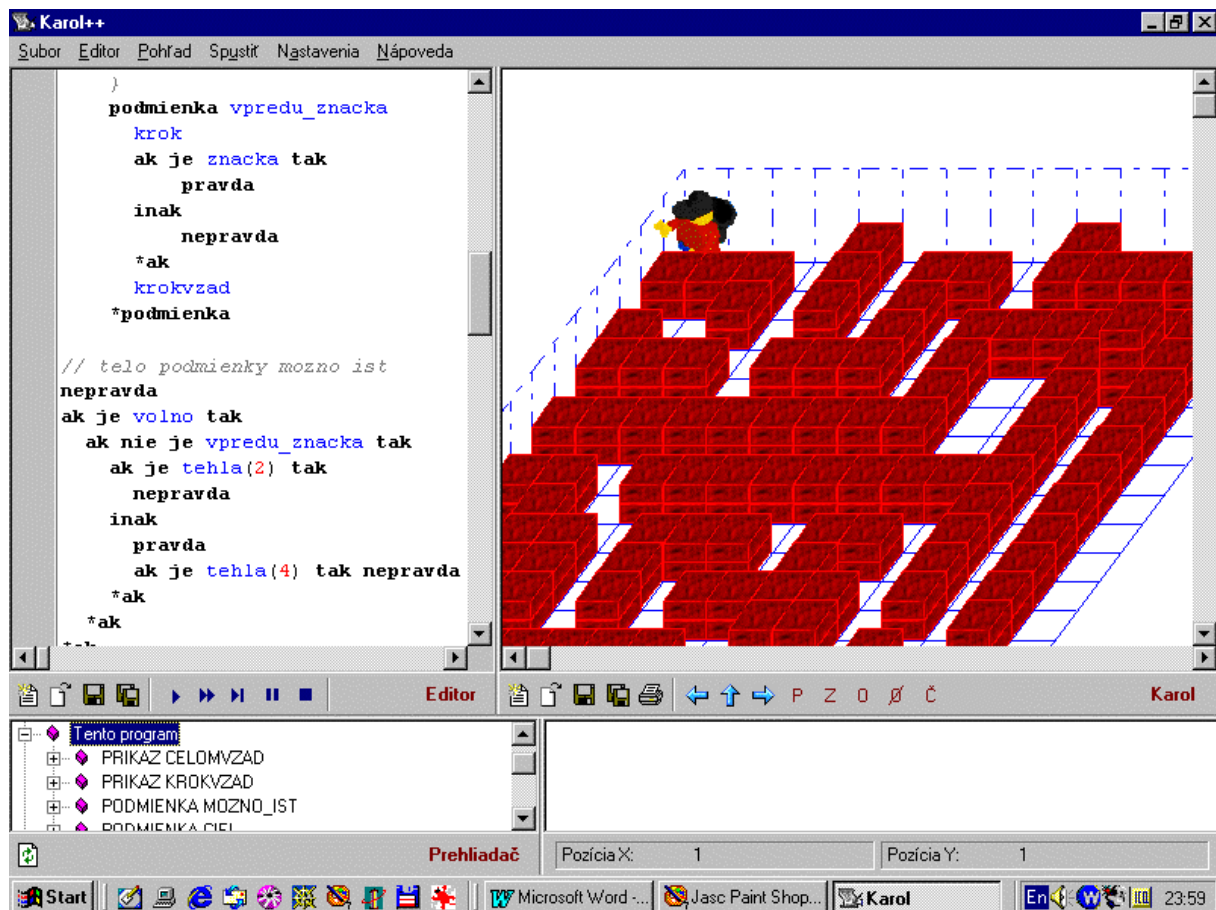 Karol++
Subor Editor Pohľad Spustiť Nastavenia Nápoveda
}
podmienka vpredu_znacka
krok
ak je znacka tak
pravda
inak
nepravda
*ak
krokvzad
*podmienka
// telo podmienky mozno ist
nepravda
ak je volno tak
ak nie je vpredu_znacka tak
ak je tehla(2) tak
nepravda
inak
pravda
ak je tehla(4) tak nepravda
*ak
*ak
*ak
Editor
P Z O Ø Č
Karol
Tento program
PRIKAZ CELOMVZAD
PRIKAZ KROKVZAD
PODMIENKA MOZNO_IST
PODMIENKA CIEL
Prehliadač
Pozícia X: 1
Pozícia Y: 1
Start
Microsoft Word -...
Jasc Paint Shop...
Karol
En
23:59